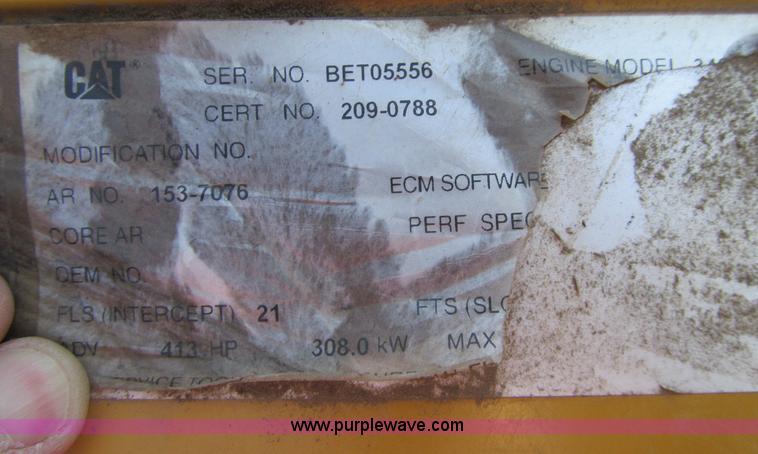 CAT® SER. NO. BET05556 ENGINE MODEL
CERT NO. 209-0788
MODIFICATION NO.
AR NO. 153-7076 ECM SOFTWARE
CORE AR PERF SPEC
OEM NO.
FLS (INTERCEPT) 21 FTS (SLO
ADV 413 HP 308.0 kW MAX
www.purplewave.com